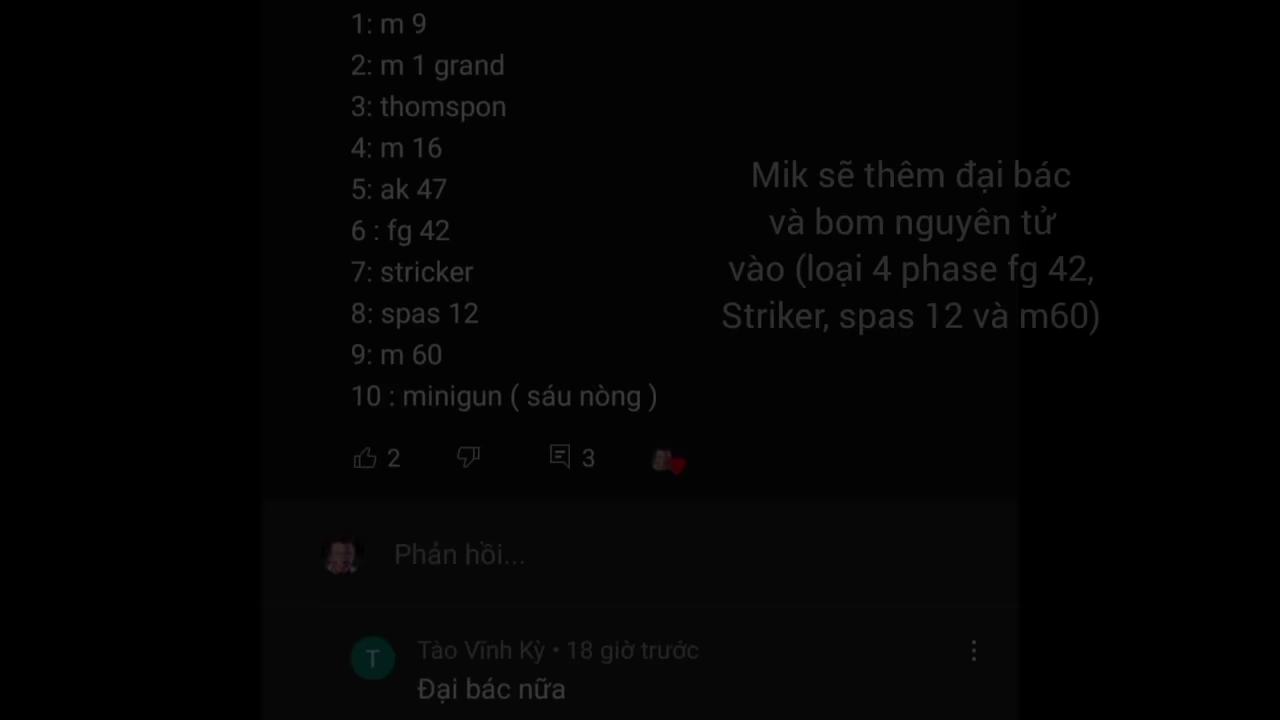 1: m 9
2: m 1 grand
3: thomspon
4: m 16
5: ak 47
6 : fg 42
7: stricker
8: spas 12
9: m 60
10 : minigun ( sáu nòng )
Mik sẽ thêm đại bác
và bom nguyên tử
vào (loại 4 phase fg 42,
Striker, spas 12 và m60)
2 3
Phản hồi...
T
Tào Vĩnh Kỳ • 18 giờ trước
Đại bác nữa